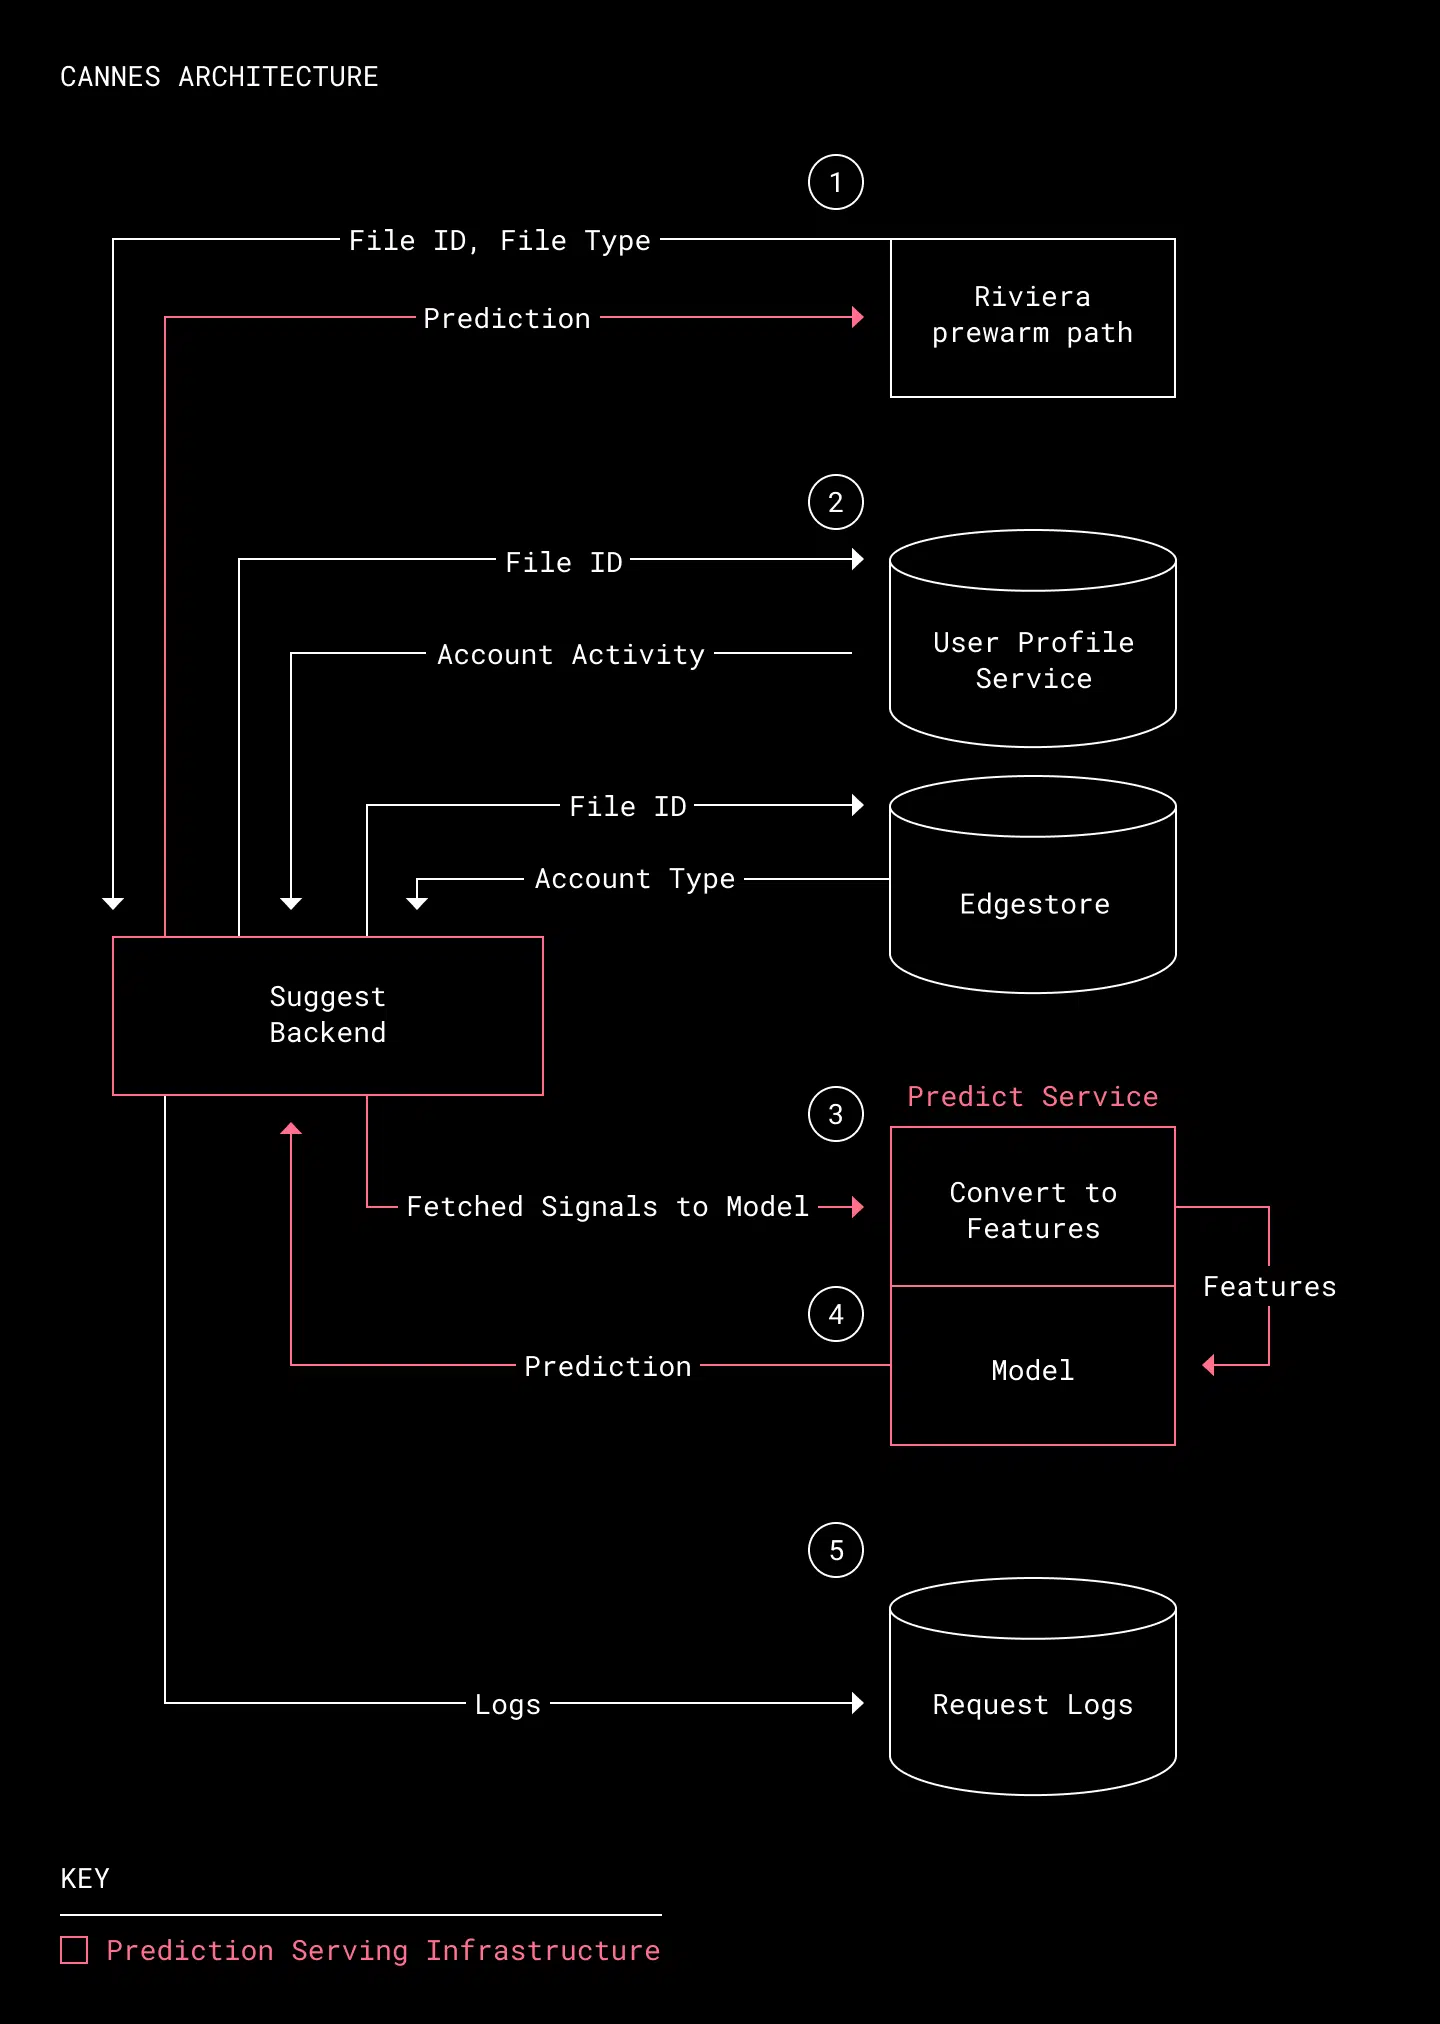 CANNES ARCHITECTURE
1
File ID, File Type
Prediction
Riviera
prewarm path
2
File ID
Account Activity
User Profile
Service
File ID
Account Type
Edgestore
Suggest
Backend
3
Predict Service
Fetched Signals to Model
Convert to
Features
Features
4
Prediction
Model
5
Logs
Request Logs
KEY
Prediction Serving Infrastructure